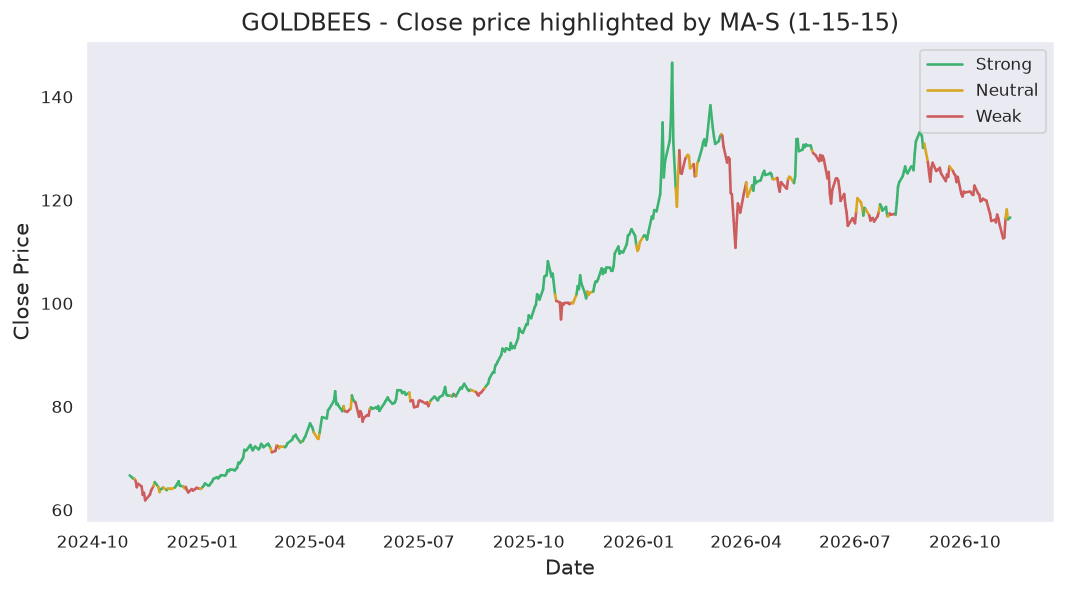 GOLDBEES - Close price highlighted by MA-S (1-15-15)
Strong
Neutral
Weak
Close Price
140
120
100
80
60
2024-10 2025-01 2025-04 2025-07 2025-10 2026-01 2026-04 2026-07 2026-10
Date